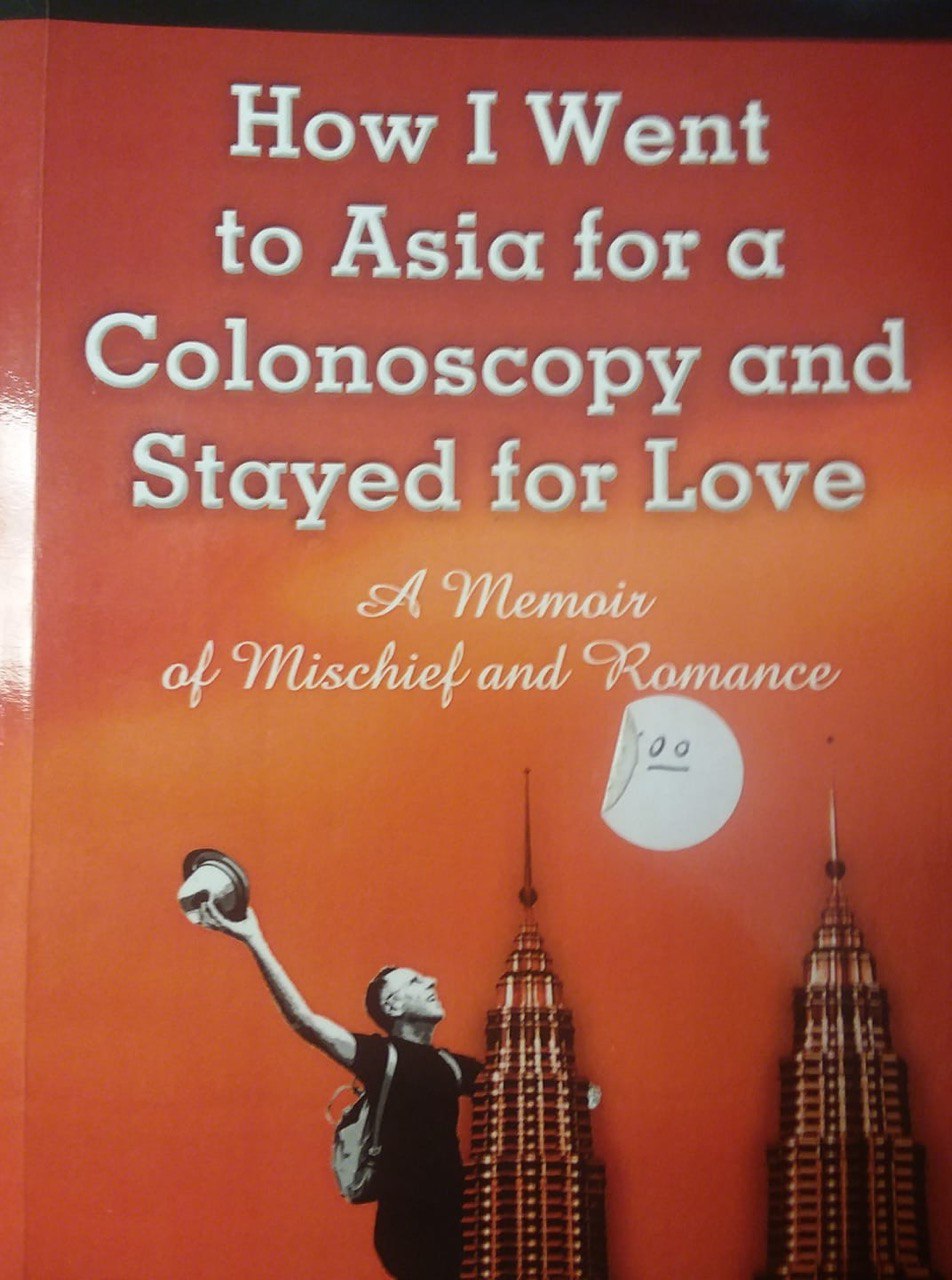 How I Went
to Asia for a
Colonoscopy and
Stayed for Love
A Memoir
of Mischief and Romance